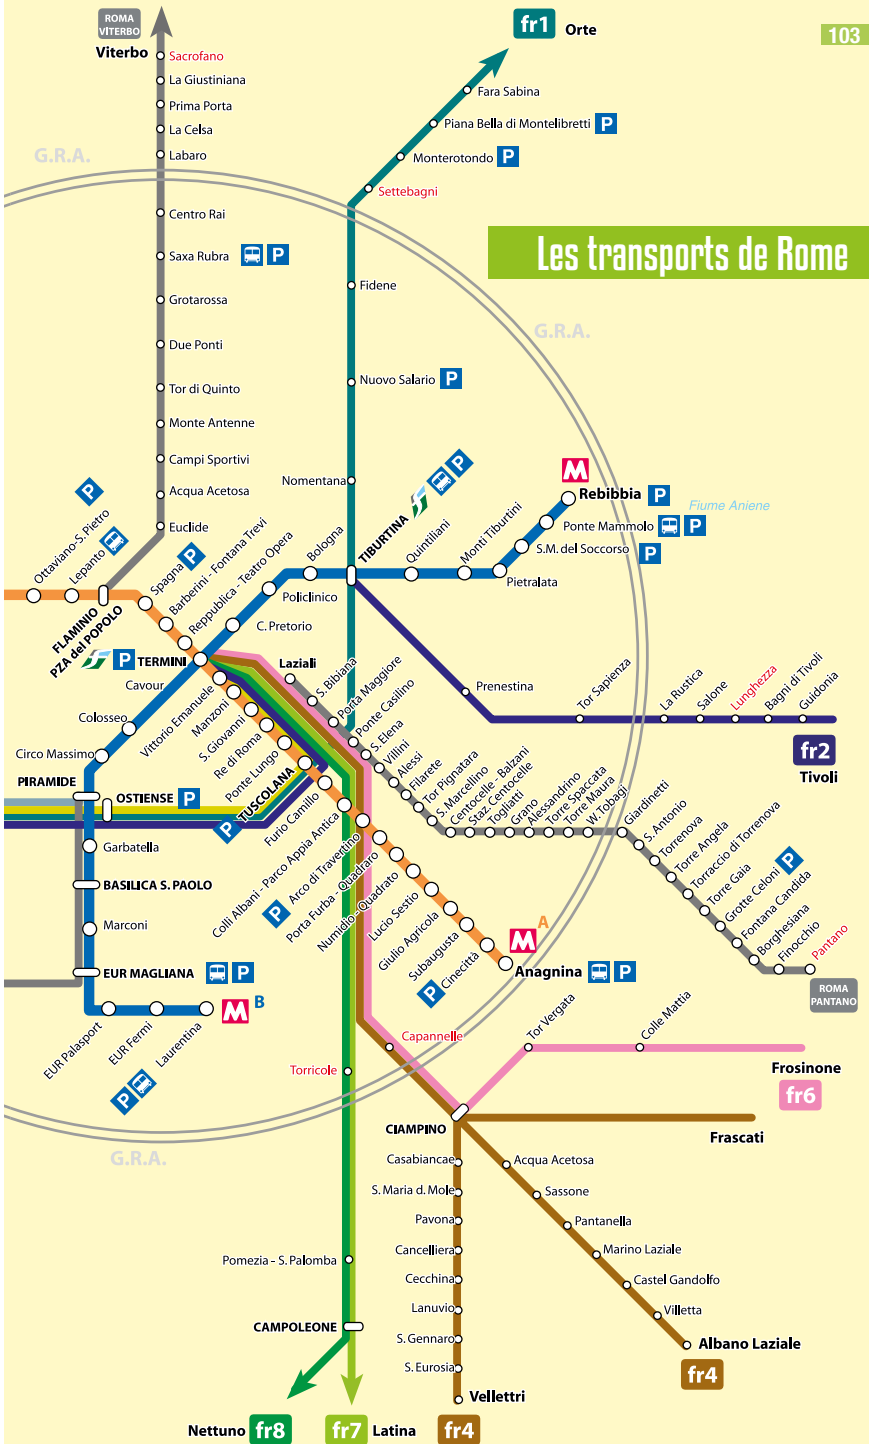 ROMA
VITERBO
Viterbo
fr1 Orte
103
Sacrofano
La Giustiniana
Prima Porta
La Celsa
Labaro
Centro Rai
Saxa Rubra P
Grotarossa
Due Ponti
Tor di Quinto
Monte Antenne
Campi Sportivi
Acqua Acetosa
Euclide
G.R.A.
Fara Sabina
Piana Bella di Montelibretti P
Monterotondo P
Settebagni
Les transports de Rome
G.R.A.
Fidene
Nuovo Salario P
Nomentana
TIBURTINA P
M
Rebibbia P
Fiume Aniene
Ponte Mammolo P
S.M. del Soccorso P
Pietralata
Monti Tiburtini
Quintiliani
Bologna
Policlinico
C. Pretorio
P
Ottaviano-S. Pietro
Lepanto
FLAMINIO
PZA del POPOLO
Spagna P
Barberini - Fontana Trevi
Reppublica - Teatro Opera
P TERMINI
Cavour
Colosseo
Circo Massimo
PIRAMIDE
OSTIENSE P
Garbatella
BASILICA S. PAOLO
Marconi
EUR MAGLIANA P
EUR Palasport
EUR Fermi
Laurentina
P
M B
Vittorio Emanuele
Manzoni
S. Giovanni
Re di Roma
Ponte Lungo
P TUSCOLANA
Furio Camillo
Colli Albani - Parco Appia Antica
P Arco di Travertino
Porta Furba - Quadraro
Numidio - Quadrato
Lucio Sestio
Giulio Agricola
Subaugusta
P Cinecittà
M A
Anagnina P
Laziali
S. Bibiana
Porta Maggiore
Ponte Casilino
S. Elena
Villini
Alessi
Filarete
Tor Pignatara
S. Marcellino
Centocelle - Balzani
Staz. Centocelle
Togliatti
Grano
Alessandrino
Torre Spaccata
Torre Maura
W. Tobagi
Giardinetti
S. Antonio
Torrenova
Torre Angela
Torraccio di Torrenova
Torre Gaia
Grotte Celoni P
Fontana Candida
Borghesiana
Finocchio
Pantano
ROMA
PANTANO
Prenestina
Tor Sapienza
La Rustica
Salone
Lunghezza
Bagni di Tivoli
Guidonia
fr2
Tivoli
Capannelle
Torricole
Tor Vergata
Colle Mattia
Frosinone
fr6
CIAMPINO
Frascati
G.R.A.
Casabiancae
S. Maria d. Mole
Pavona
Cancelliera
Cecchina
Lanuvio
S. Gennaro
S. Eurosia
Vellettri
fr4
Acqua Acetosa
Sassone
Pantanella
Marino Laziale
Castel Gandolfo
Villetta
Albano Laziale
fr4
Pomezia - S. Palomba
CAMPOLEONE
Nettuno fr8
fr7 Latina